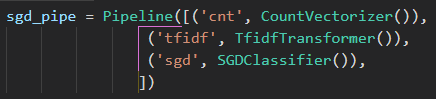 sgd_pipe = Pipeline([('cnt', CountVectorizer()),
('tfidf', TfidfTransformer()),
('sgd', SGDClassifier()),
])